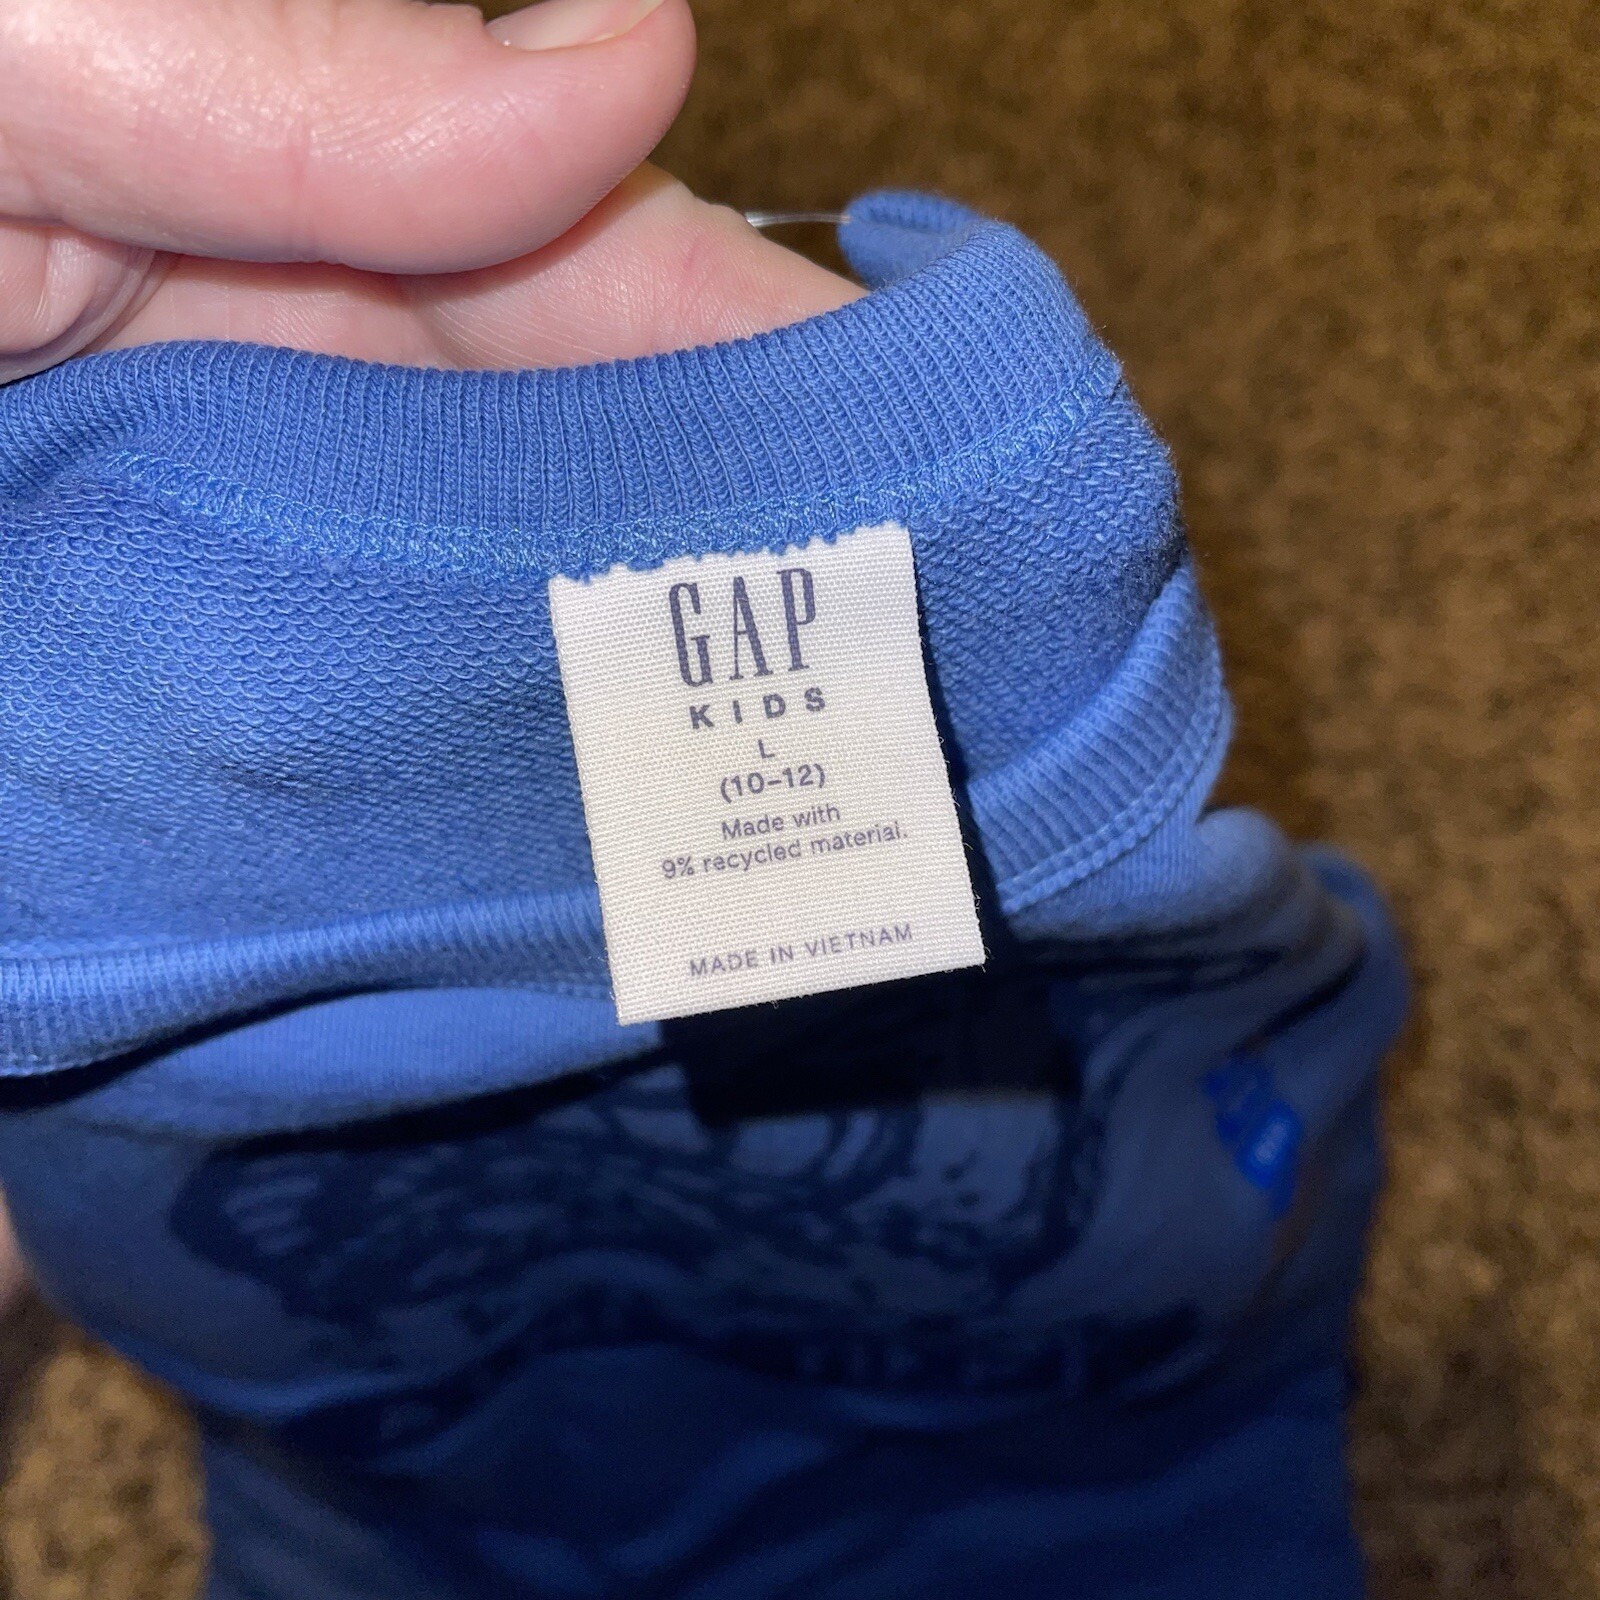 GAP
KIDS
L
(10-12)
Made with
9% recycled material.
MADE IN VIETNAM